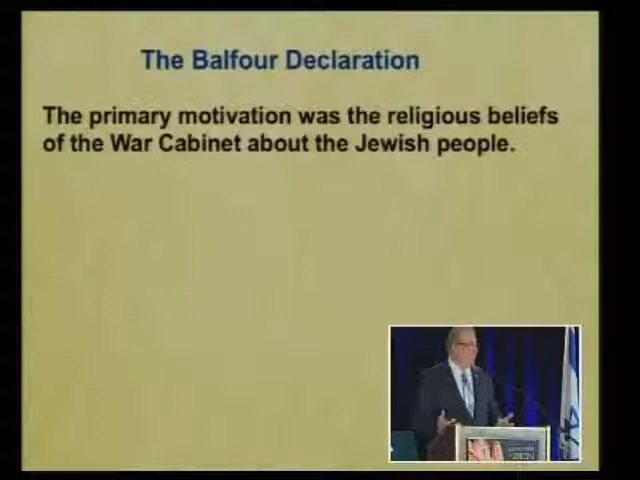 The Balfour Declaration
The primary motivation was the religious beliefs
of the War Cabinet about the Jewish people.